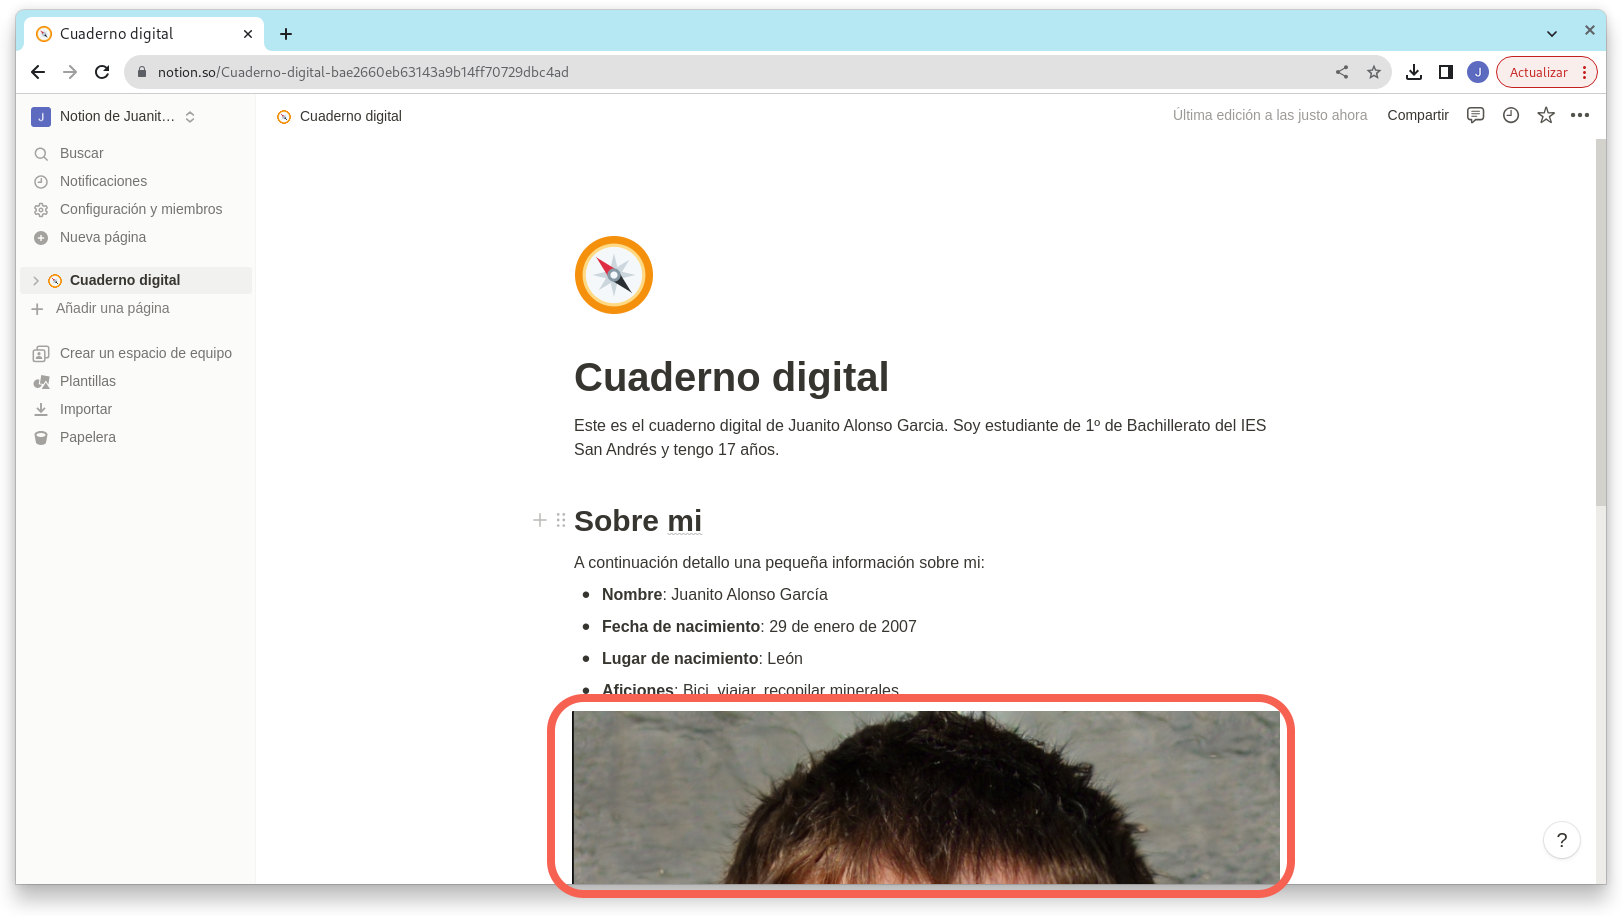 Cuaderno digital
notion.so/Cuaderno-digital-bae2660eb63143a9b14ff70729dbc4ad
J
Actualizar
J
Notion de Juanit…
Cuaderno digital
Última edición a las justo ahora
Compartir
Buscar
Notificaciones
Configuración y miembros
Nueva página
Cuaderno digital
Añadir una página
Crear un espacio de equipo
Plantillas
Importar
Papelera
Cuaderno digital
Este es el cuaderno digital de Juanito Alonso Garcia. Soy estudiante de 1º de Bachillerato del IES
San Andrés y tengo 17 años.
Sobre mi
A continuación detallo una pequeña información sobre mi:
• Nombre: Juanito Alonso García
• Fecha de nacimiento: 29 de enero de 2007
• Lugar de nacimiento: León
• Aficiones: Bici, viajar, recopilar minerales
?